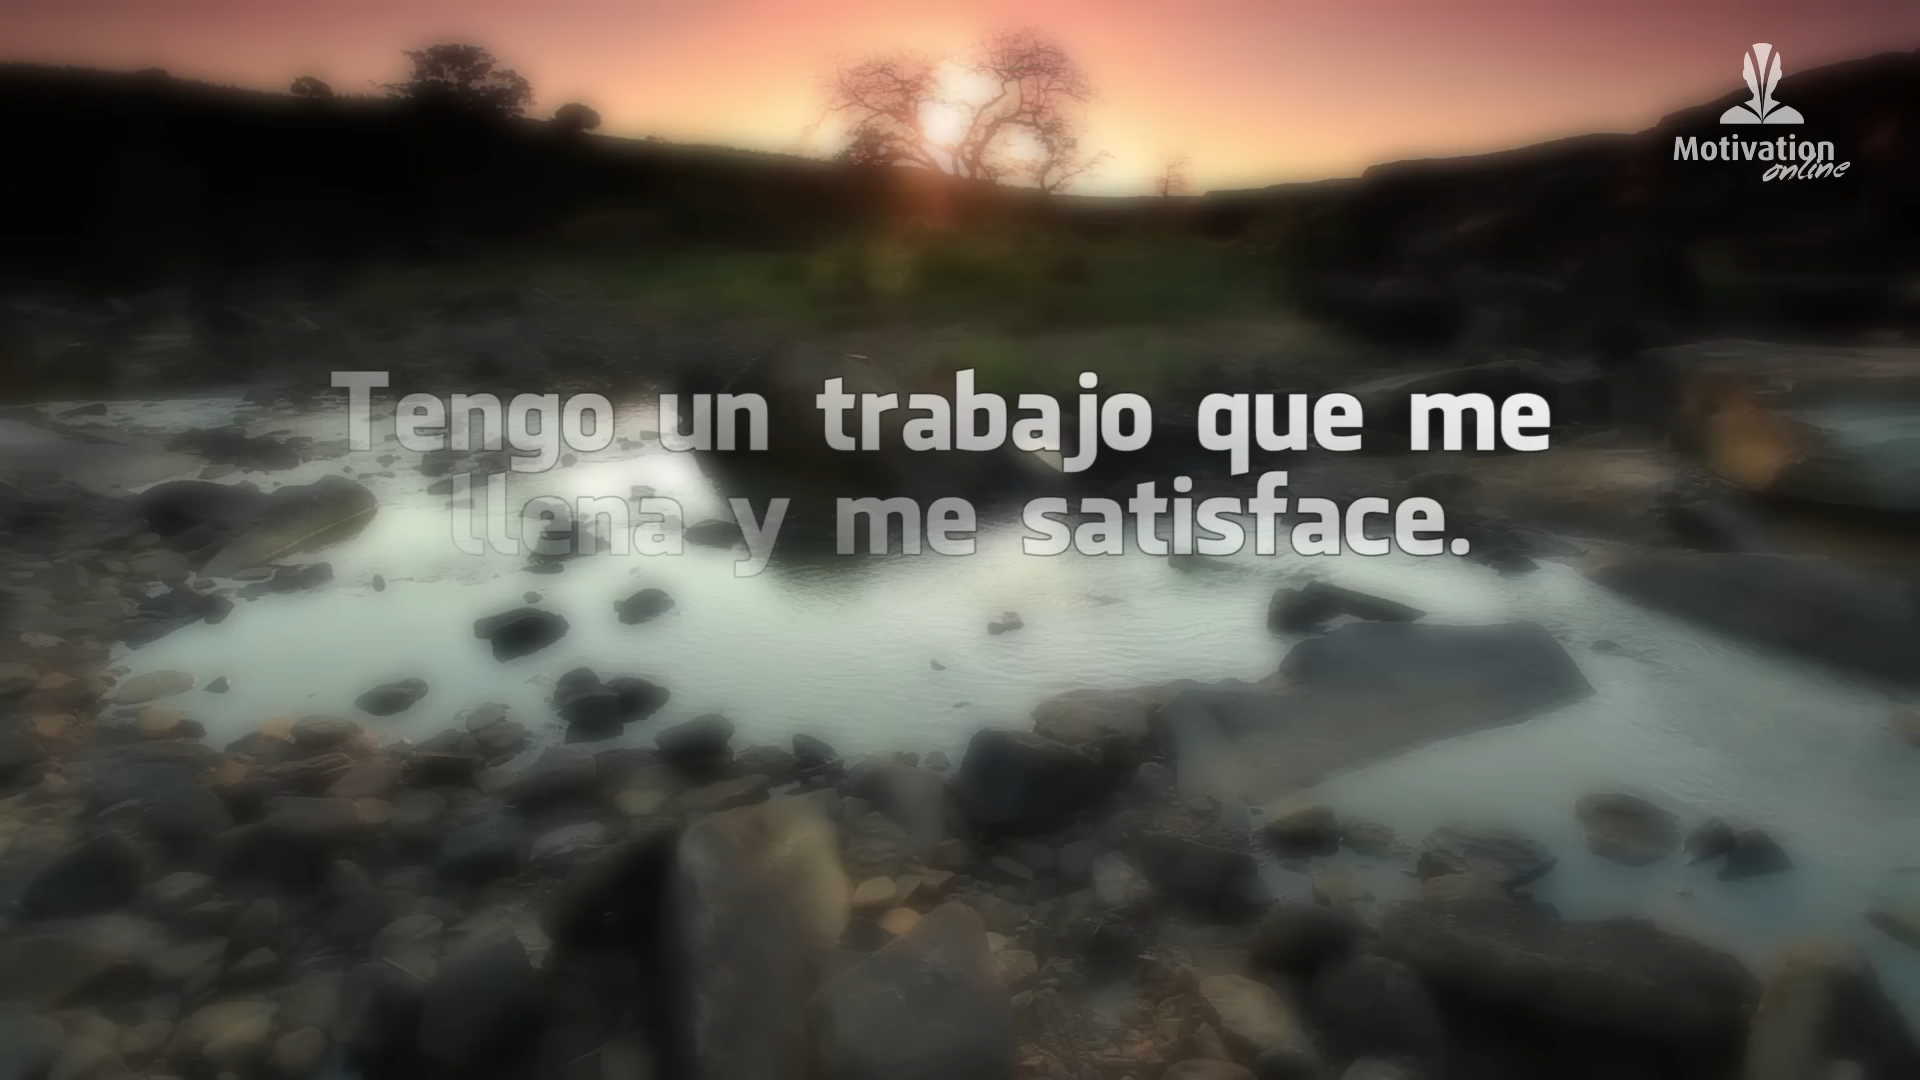 Motivation
online
Tengo un trabajo que me
llena y me satisface.